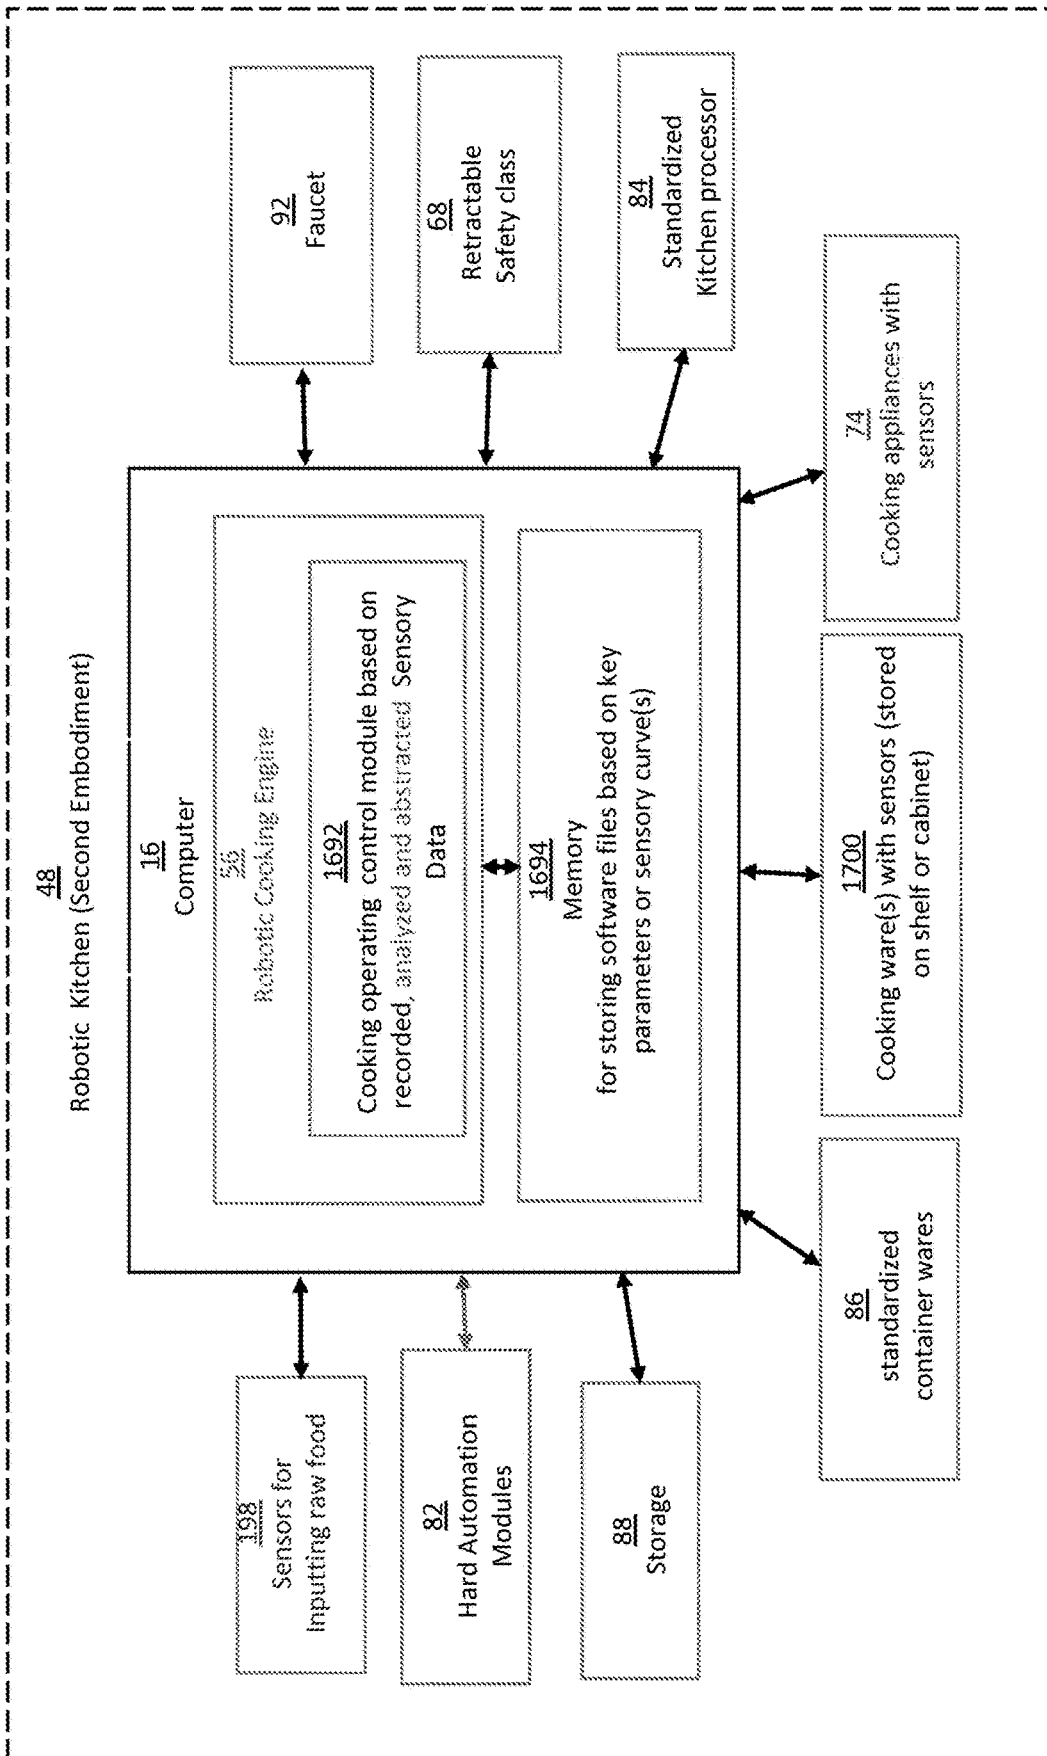 48
Robotic Kitchen (Second Embodiment)
16
Computer
56
Robotic Cooking Engine
1692
Cooking operating control module based on
recorded, analyzed and abstracted Sensory
Data
1694
Memory
for storing software files based on key
parameters or sensory curve(s)
198
Sensors for
Inputting raw food
82
Hard Automation
Modules
88
Storage
86
standardized
container wares
1700
Cooking ware(s) with sensors (stored
on shelf or cabinet)
74
Cooking appliances with
sensors
92
Faucet
68
Retractable
Safety class
84
Standardized
Kitchen processor